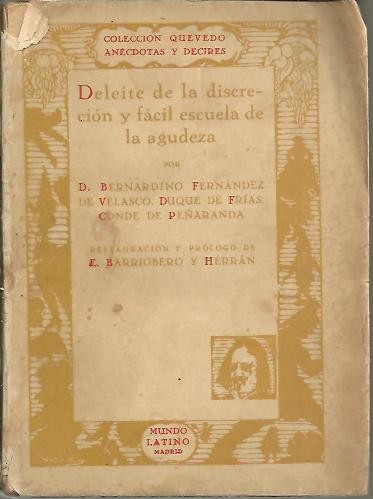 COLECCIÓN QUEVEDO
ANÉCDOTAS Y DECIRES
Deleite de la discre-
ción y fácil escuela de
la agudeza
POR
D. BERNARDINO FERNÁNDEZ
DE VELASCO, DUQUE DE FRÍAS,
CONDE DE PEÑARANDA
RESTAURACIÓN Y PRÓLOGO DE
E. BARRIOBERO Y HERRÁN
MUNDO
LATINO
MADRID